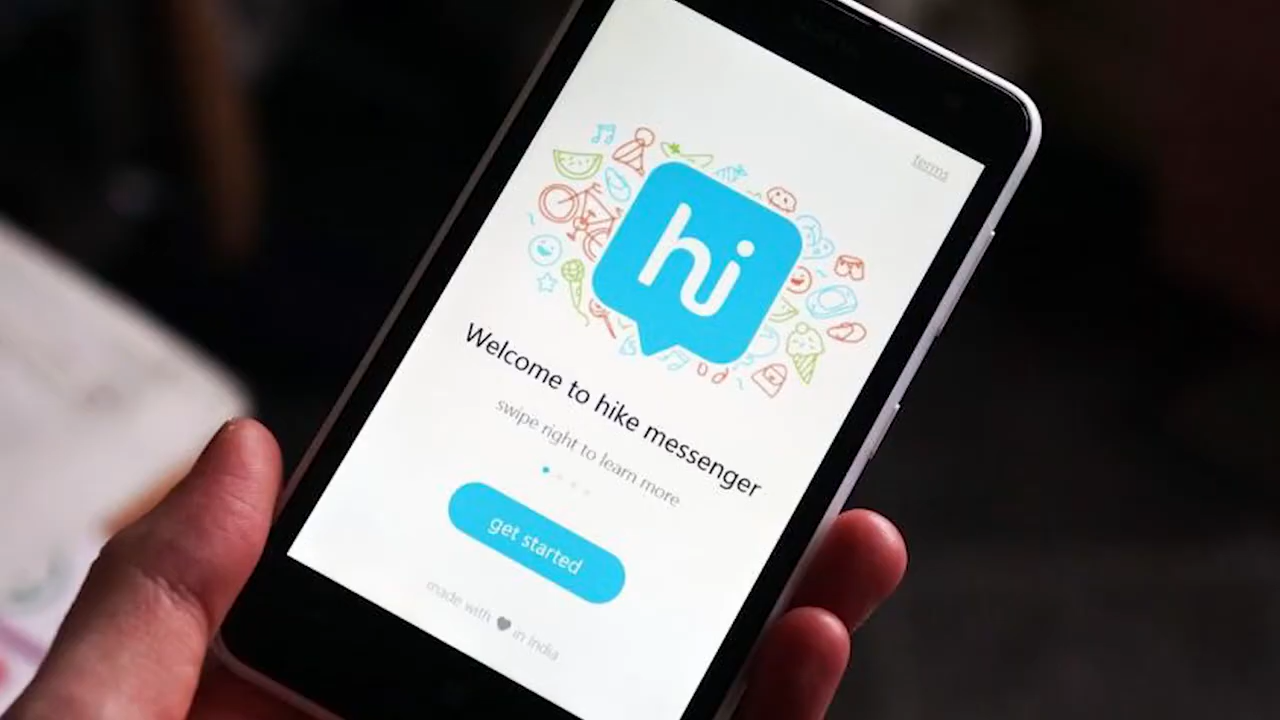 terms
hi
Welcome to hike messenger
swipe right to learn more
get started
made with ♥ in India